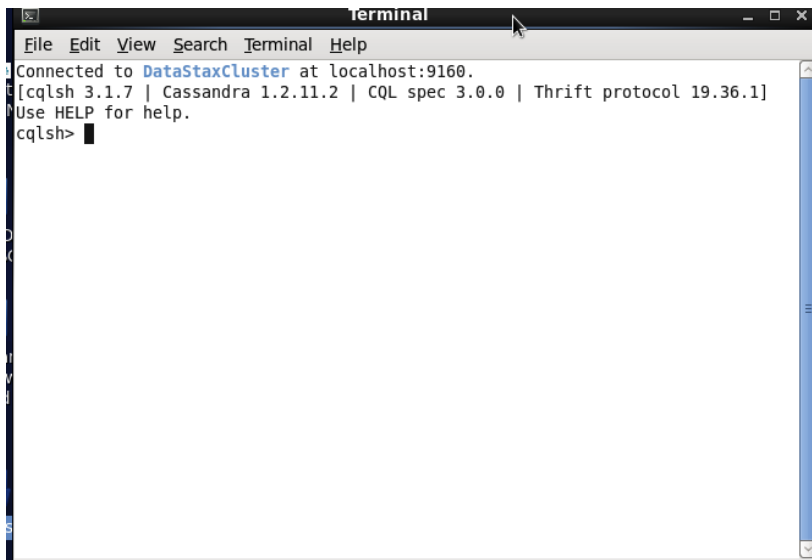 Terminal
File Edit View Search Terminal Help
Connected to DataStaxCluster at localhost:9160.
[cqlsh 3.1.7 | Cassandra 1.2.11.2 | CQL spec 3.0.0 | Thrift protocol 19.36.1]
Use HELP for help.
cqlsh>